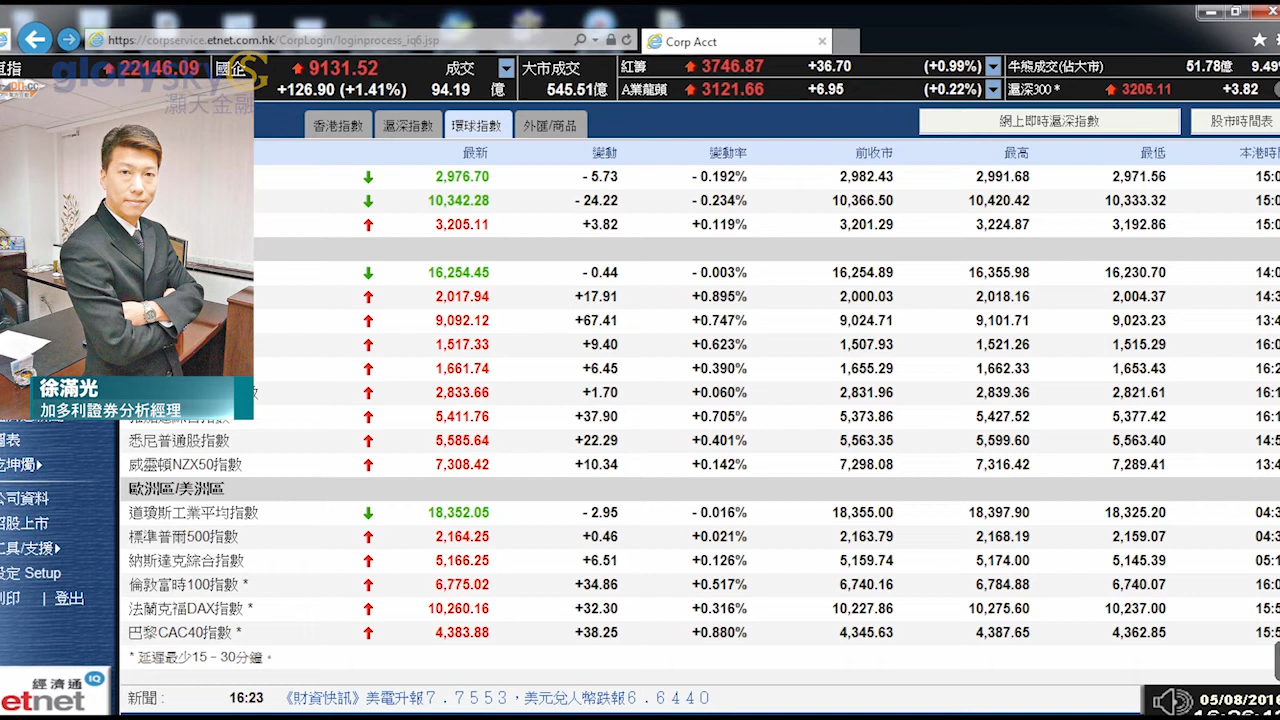 https://corpservice.etnet.com.hk/CorpLogin/loginprocess_iq6.jsp
Corp Acct
22146.09 國企 9131.52 成交 大市成交 紅籌 3746.87 +36.70 (+0.99%) 牛熊成交(佔大市) 51.78億
+126.90 (+1.41%) 94.19 億 545.51億 A業龍頭 3121.66 +6.95 (+0.22%) 滬深300* 3205.11 +3.82
glorysky
灝天金融
香港指數 滬深指數 環球指數 外匯/商品 網上即時滬深指數 股市時間表
最新 變動 變動率 前收市 最高 最低
2,976.70 - 5.73 - 0.192% 2,982.43 2,991.68 2,971.56
10,342.28 - 24.22 - 0.234% 10,366.50 10,420.42 10,333.32
3,205.11 +3.82 +0.119% 3,201.29 3,224.87 3,192.86
16,254.45 - 0.44 - 0.003% 16,254.89 16,355.98 16,230.70
2,017.94 +17.91 +0.895% 2,000.03 2,018.16 2,004.37
9,092.12 +67.41 +0.747% 9,024.71 9,101.71 9,023.23
1,517.33 +9.40 +0.623% 1,507.93 1,521.26 1,515.29
1,661.74 +6.45 +0.390% 1,655.29 1,662.33 1,653.43
2,833.66 +1.70 +0.060% 2,831.96 2,839.36 2,821.61
5,411.76 +37.90 +0.705% 5,373.86 5,427.52 5,377.42
徐滿光
加多利證券分析經理
悉尼普通股指數 5,585.64 +22.29 +0.401% 5,563.35 5,599.60 5,563.40
威靈頓NZX50指數 7,308.42 +10.34 +0.142% 7,298.08 7,316.42 7,289.41
歐洲區/美洲區
道瓊斯工業平均指數 18,352.05 - 2.95 - 0.016% 18,355.00 18,397.90 18,325.20
標準普爾500指數 2,164.25 +0.46 +0.021% 2,163.79 2,168.19 2,159.07
納斯達克綜合指數 5,166.25 +6.51 +0.126% 5,159.74 5,174.00 5,145.39
倫敦富時100指數 * 6,775.02 +34.86 +0.517% 6,740.16 6,784.88 6,740.07
法蘭克福DAX指數 * 10,260.16 +32.30 +0.316% 10,227.86 10,275.60 10,237.00
巴黎CAC40指數 * 4,383.88 +38.26 +0.880% 4,345.63 4,387.65 4,362.85
* 延遲最少15－30分鐘。
公司資料
招股上市
工具/支援
設定 Setup
列印 | 登出
經濟通 IQ
etnet
新聞： 16:23 《財資快訊》美電升報７．７５５３，美元兌人幣跌報６．６４４０
05/08/2016